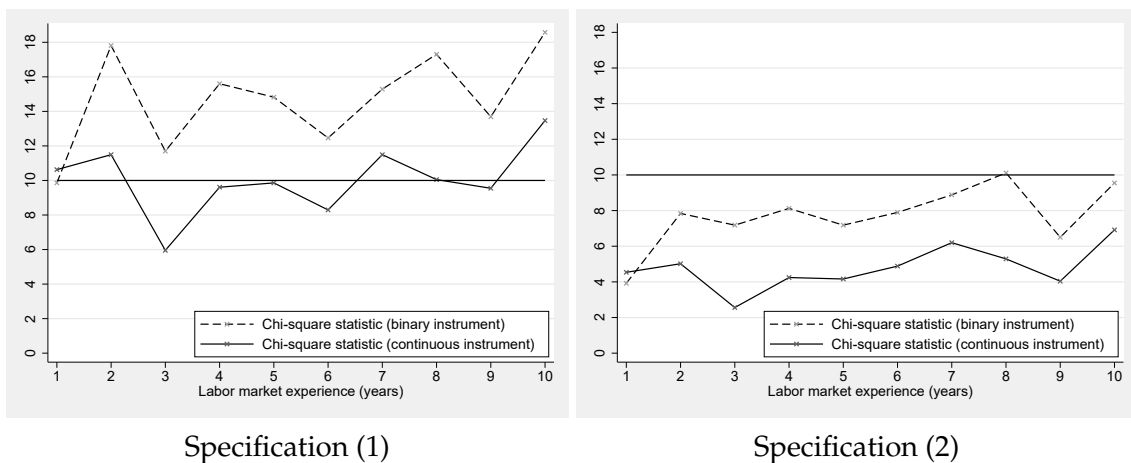 18
16
14
12
10
8
6
4
2
0
Chi-square statistic (binary instrument)
Chi-square statistic (continuous instrument)
1 2 3 4 5 6 7 8 9 10
Labor market experience (years)
Specification (1)
18
16
14
12
10
8
6
4
2
0
Chi-square statistic (binary instrument)
Chi-square statistic (continuous instrument)
1 2 3 4 5 6 7 8 9 10
Labor market experience (years)
Specification (2)